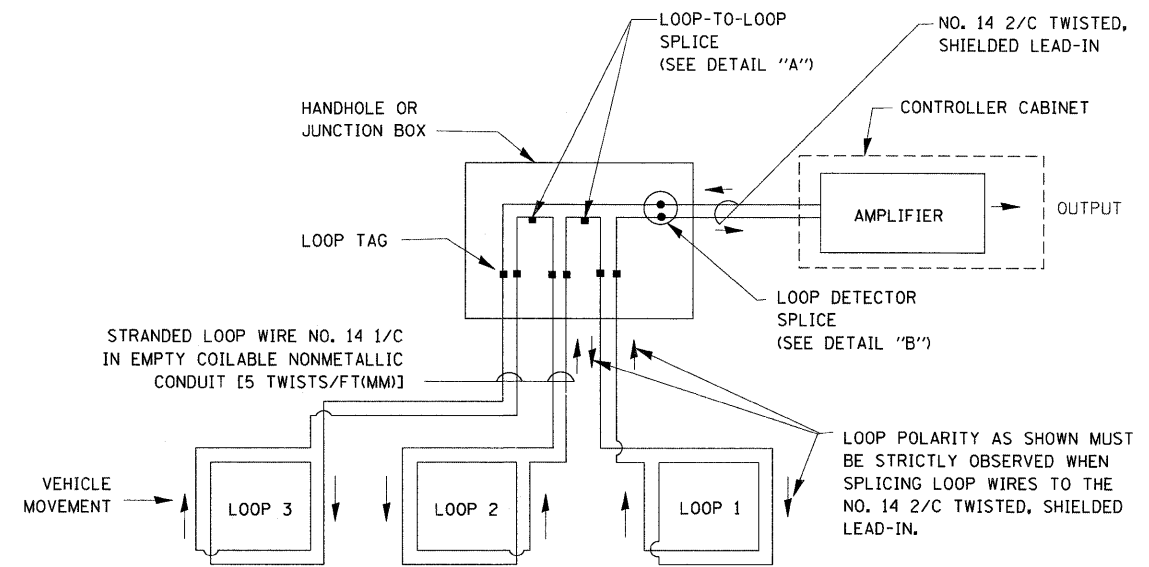 LOOP-TO-LOOP
SPLICE
(SEE DETAIL "A")
NO. 14 2/C TWISTED,
SHIELDED LEAD-IN
HANDHOLE OR
JUNCTION BOX
CONTROLLER CABINET
AMPLIFIER
OUTPUT
LOOP TAG
LOOP DETECTOR
SPLICE
(SEE DETAIL "B")
STRANDED LOOP WIRE NO. 14 1/C
IN EMPTY COILABLE NONMETALLIC
CONDUIT [5 TWISTS/FT(MM)]
LOOP POLARITY AS SHOWN MUST
BE STRICTLY OBSERVED WHEN
SPLICING LOOP WIRES TO THE
NO. 14 2/C TWISTED, SHIELDED
LEAD-IN.
VEHICLE
MOVEMENT
LOOP 3
LOOP 2
LOOP 1